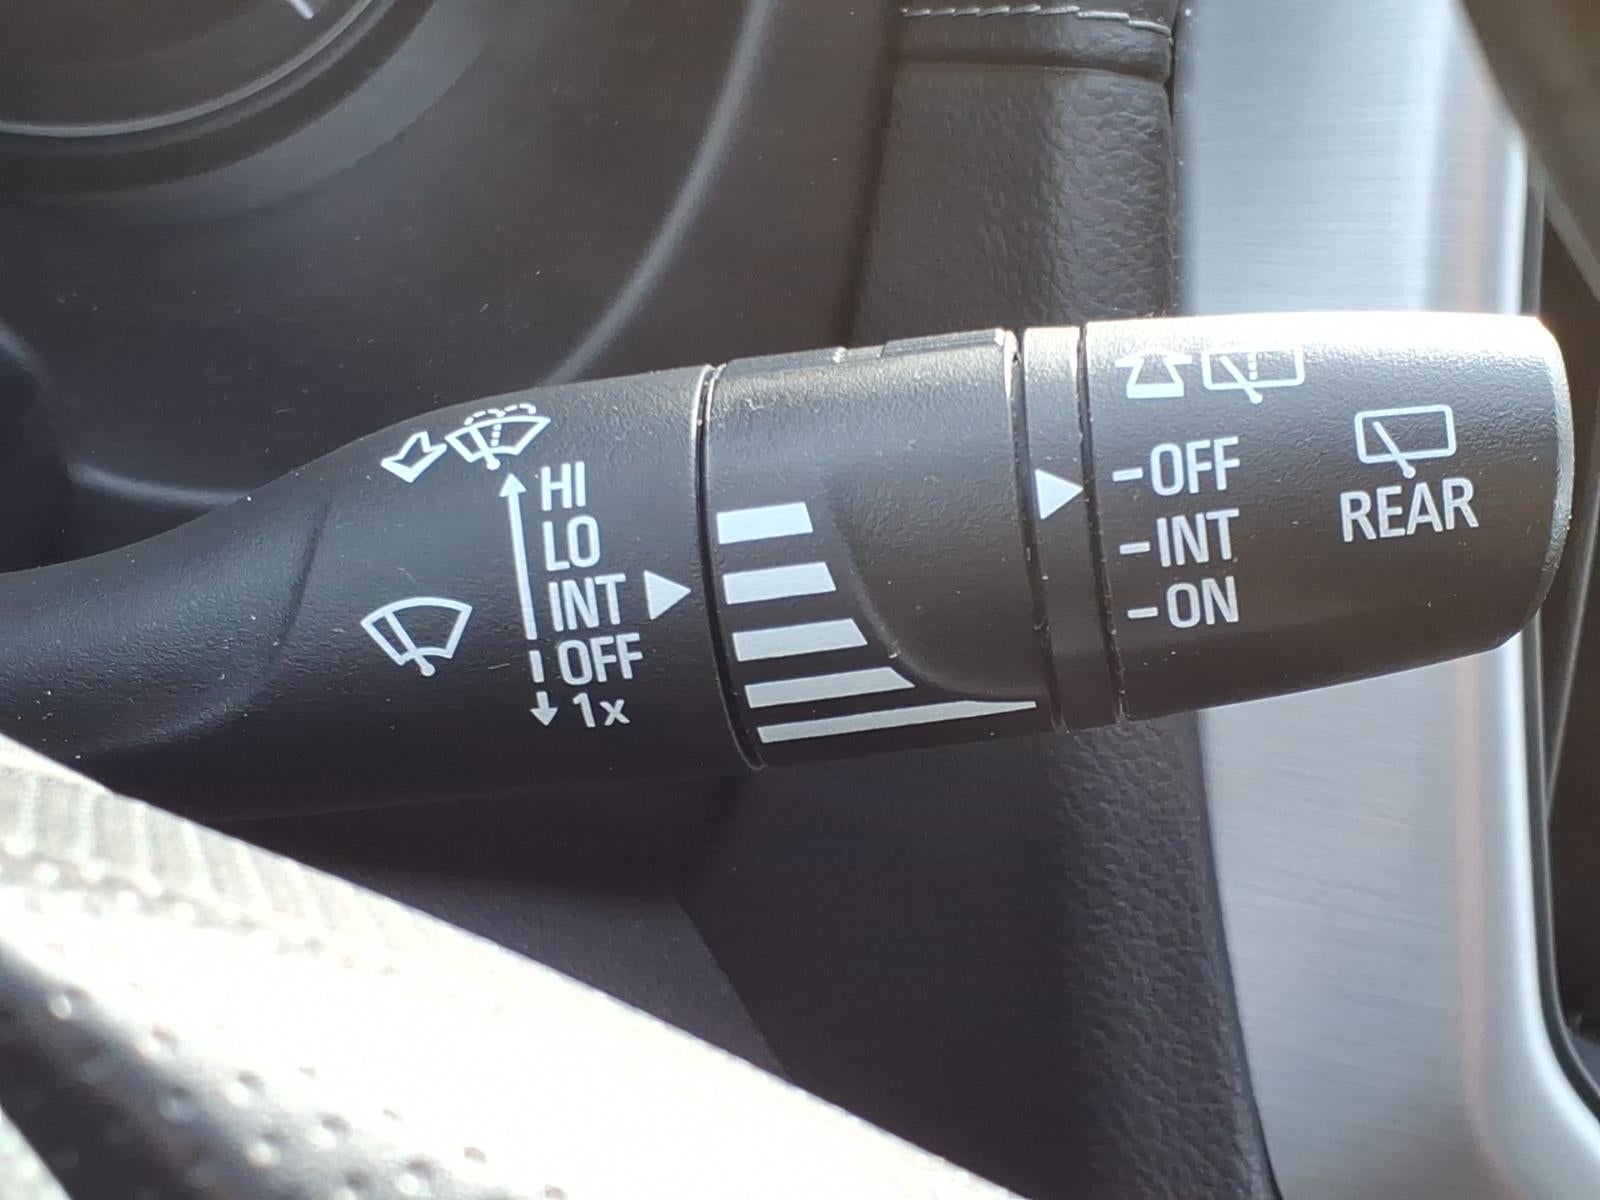 HI
LO
INT
OFF
1x
-OFF
-INT
-ON
REAR